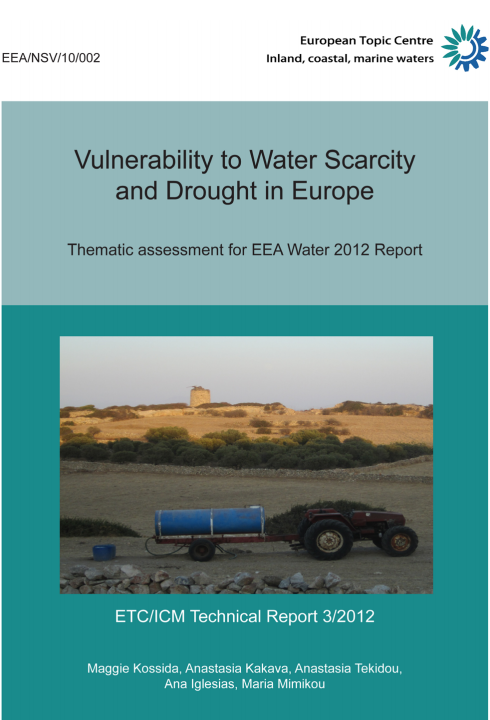 EEA/NSV/10/002
European Topic Centre
Inland, coastal, marine waters
Vulnerability to Water Scarcity
and Drought in Europe
Thematic assessment for EEA Water 2012 Report
ETC/ICM Technical Report 3/2012
Maggie Kossida, Anastasia Kakava, Anastasia Tekidou,
Ana Iglesias, Maria Mimikou